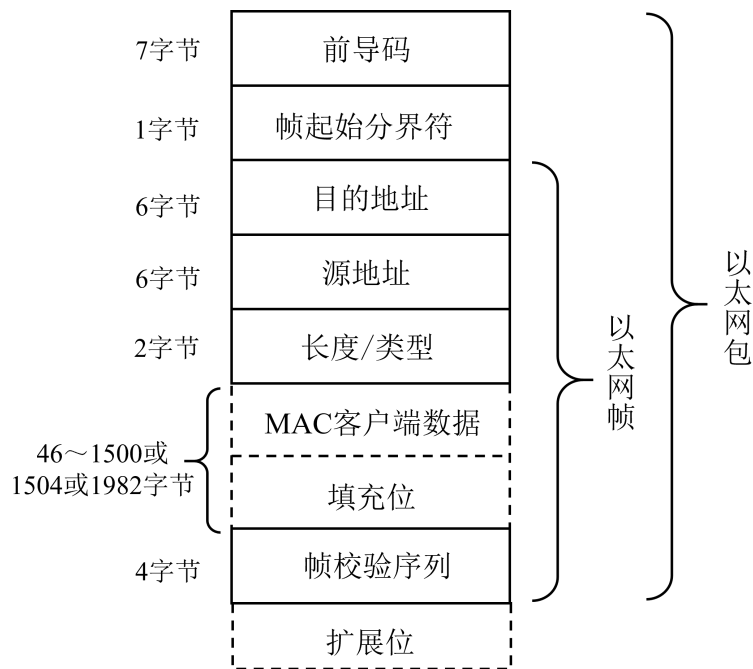 7字节
前导码
1字节
帧起始分界符
6字节
目的地址
6字节
源地址
2字节
长度/类型
MAC客户端数据
46～1500或
1504或1982字节
填充位
4字节
帧校验序列
扩展位
以太网帧
以太网包